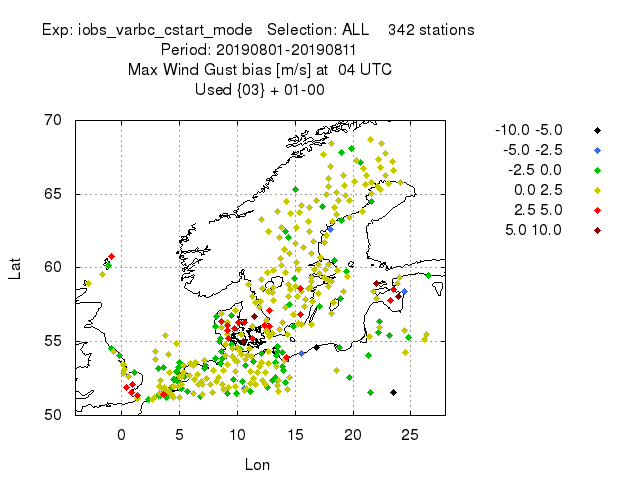 Exp: iobs_varbc_cstart_mode   Selection: ALL    342 stations
Period: 20190801-20190811
Max Wind Gust bias [m/s] at  04 UTC
Used {03} + 01-00
-10.0 -5.0
-5.0 -2.5
-2.5 0.0
0.0 2.5
2.5 5.0
5.0 10.0
70
65
60
55
50
Lat
0 5 10 15 20 25
Lon